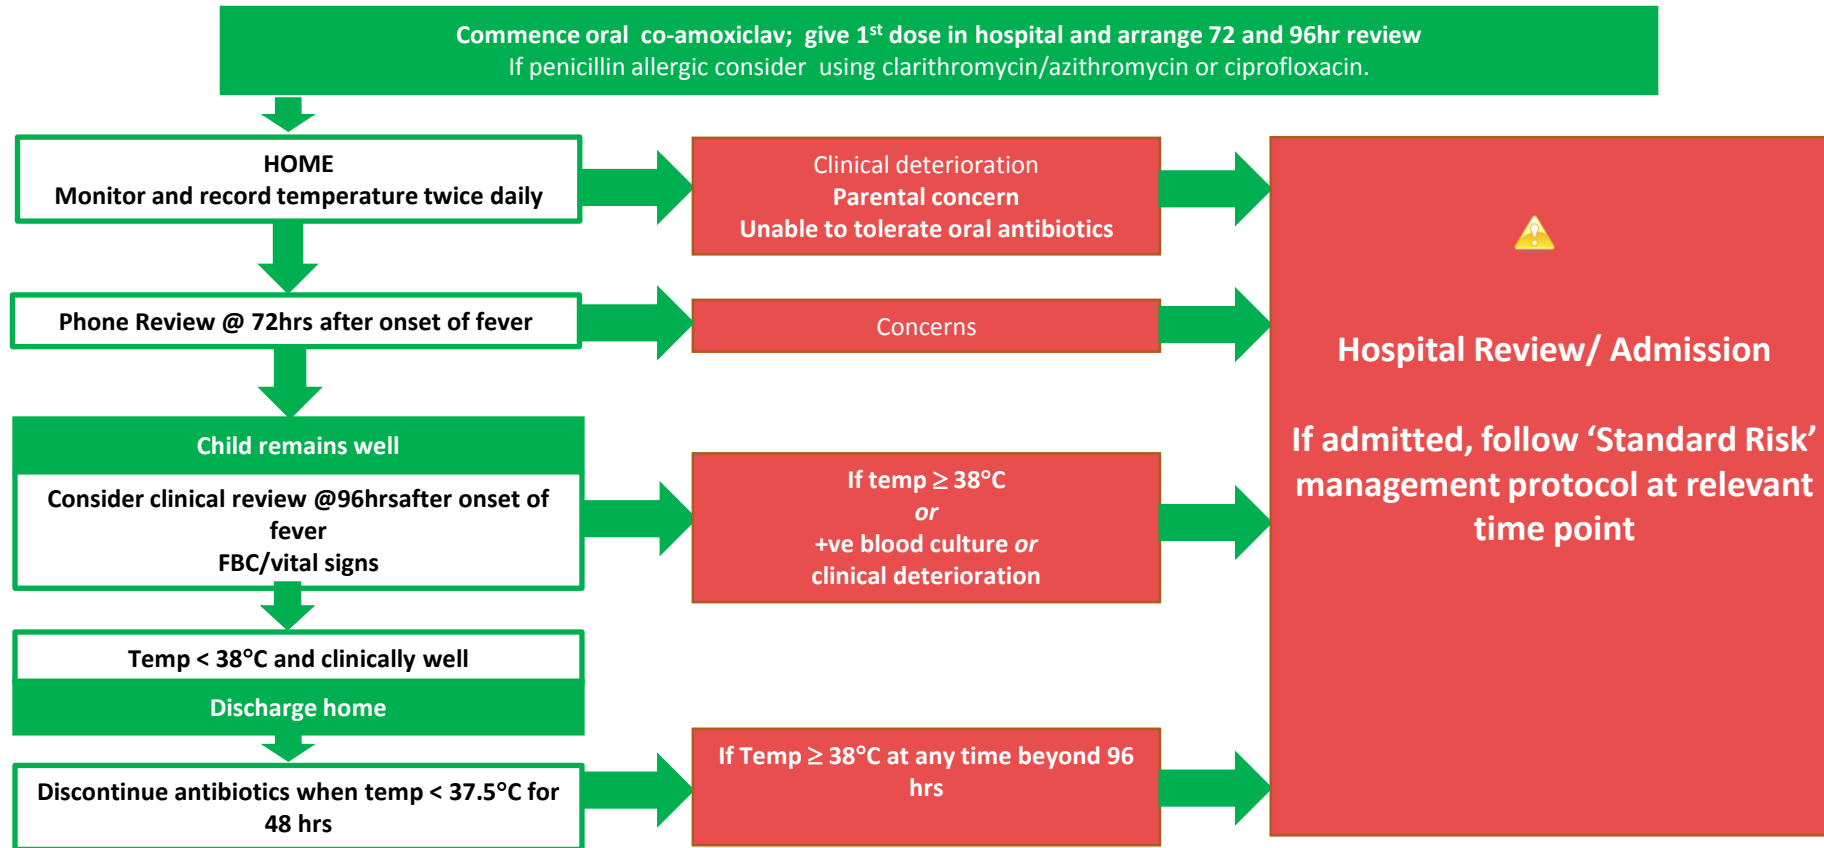 Commence oral co-amoxiclav; give 1st dose in hospital and arrange 72 and 96hr review
If penicillin allergic consider using clarithromycin/azithromycin or ciprofloxacin.
HOME
Monitor and record temperature twice daily
Clinical deterioration
Parental concern
Unable to tolerate oral antibiotics
Phone Review @ 72hrs after onset of fever
Concerns
Hospital Review/ Admission
If admitted, follow ‘Standard Risk’
management protocol at relevant
time point
Child remains well
Consider clinical review @96hrsafter onset of
fever
FBC/vital signs
If temp ≥ 38°C
or
+ve blood culture or
clinical deterioration
Temp < 38°C and clinically well
Discharge home
Discontinue antibiotics when temp < 37.5°C for
48 hrs
If Temp ≥ 38°C at any time beyond 96
hrs